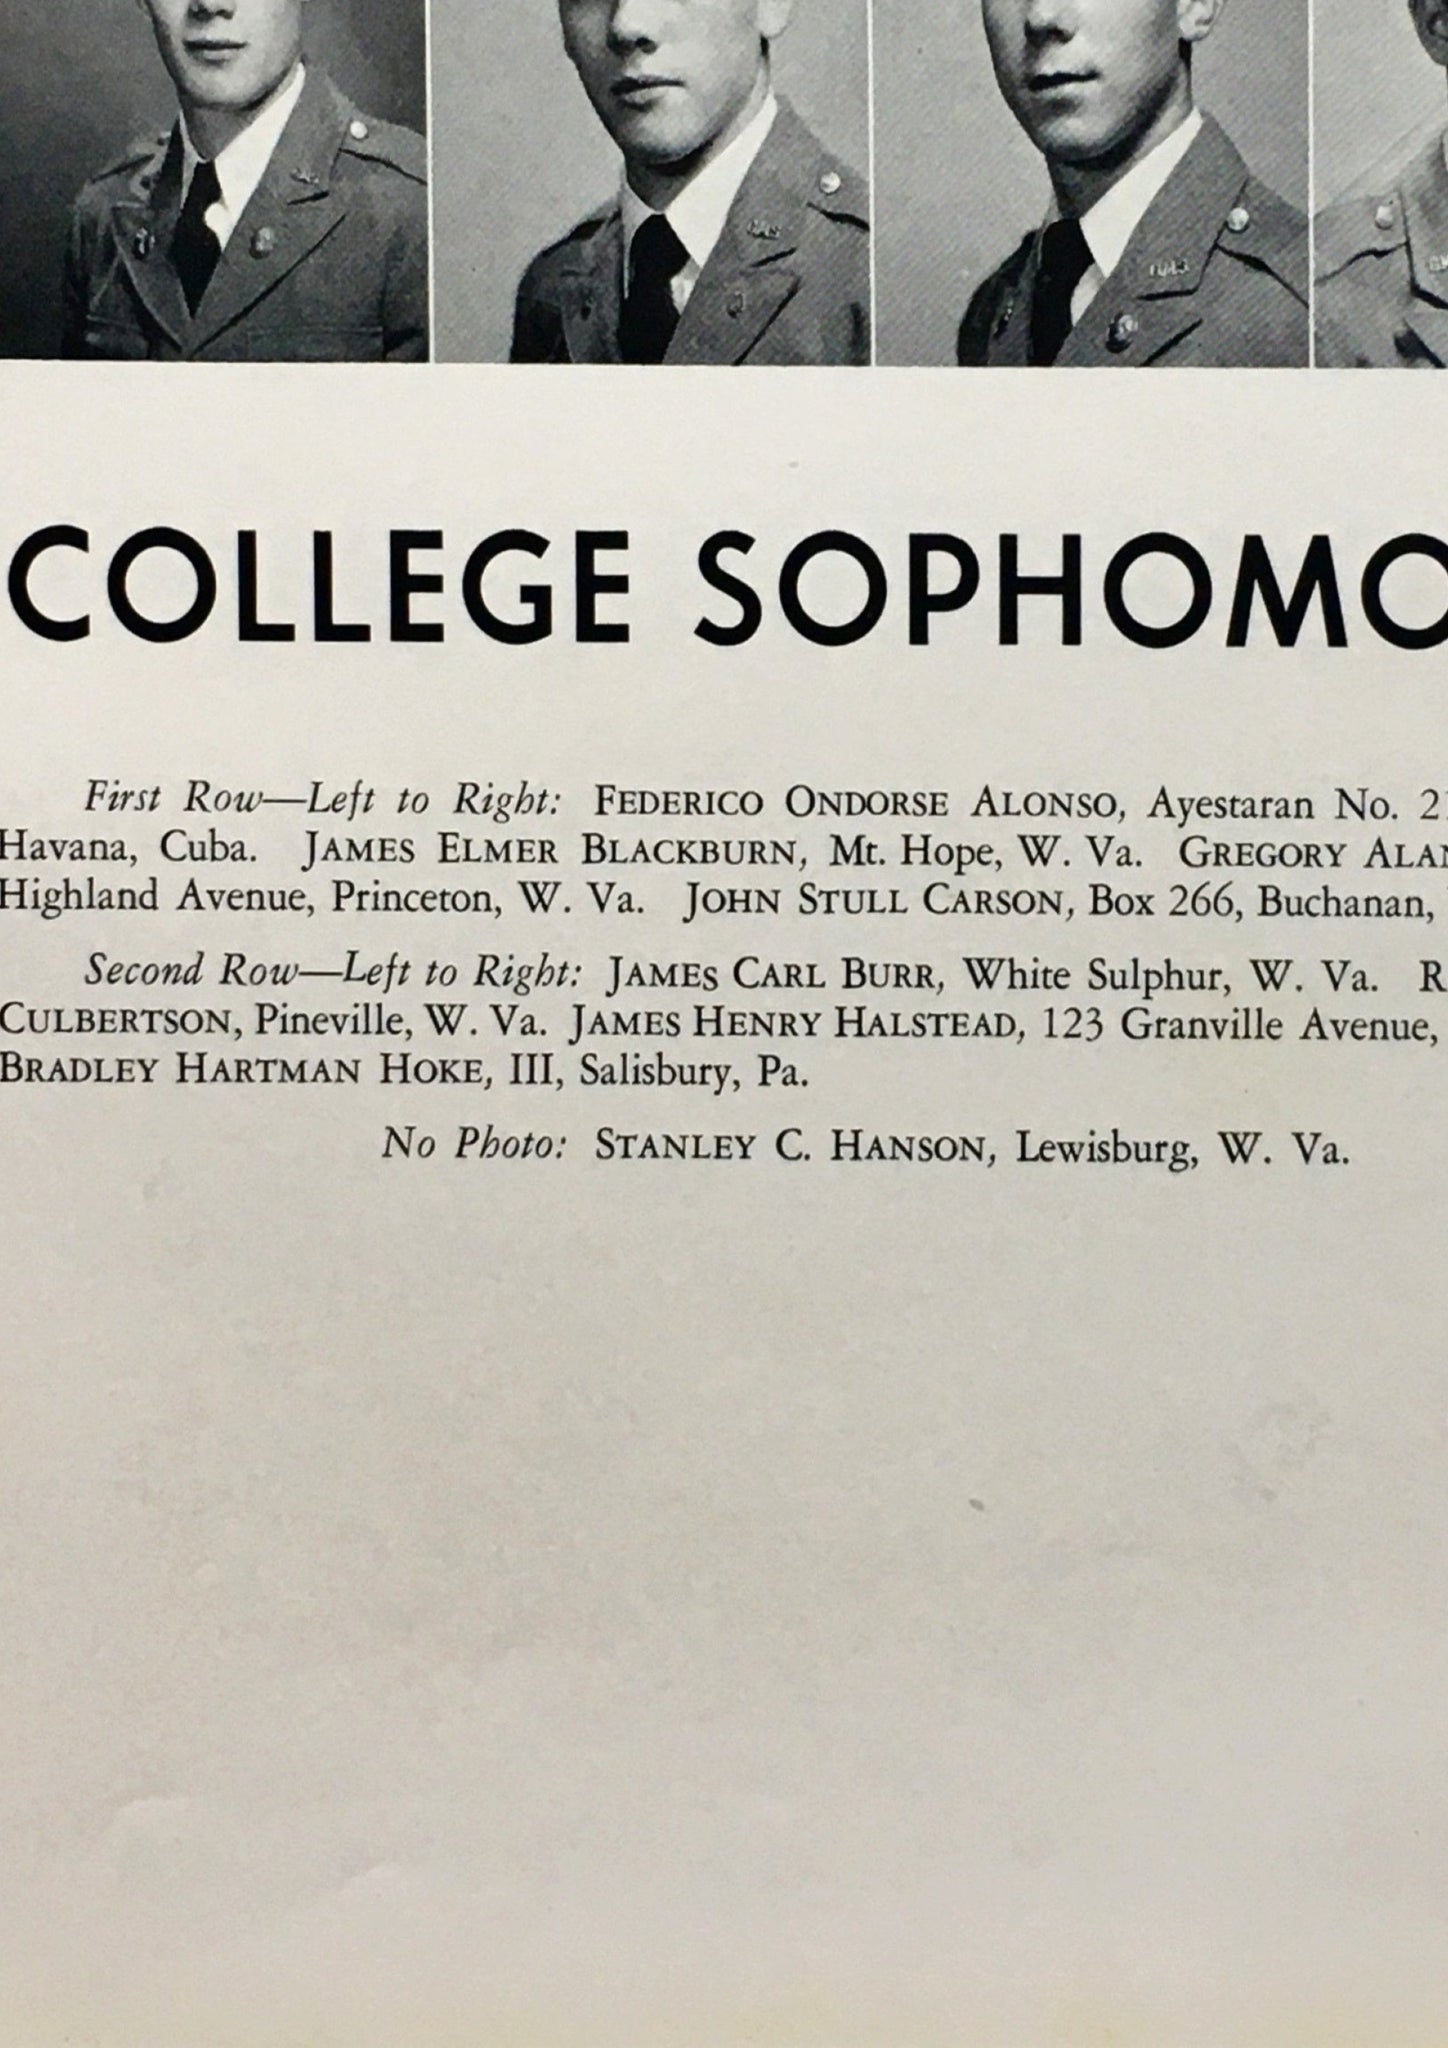 COLLEGE
First Row—Left to Right: FEDERICO ONDORSE ALONSO, Ayestaran No.
Havana, Cuba. JAMES ELMER BLACKBURN, Mt. Hope, W. Va. GREGORY
Highland Avenue, Princeton, W. Va. JOHN STULL CARSON, Box 266, Buchanan,
Second Row—Left to Right: JAMES CARL BURR, White Sulphur, W. Va.
CULBERTSON, Pineville, W. Va. JAMES HENRY HALSTEAD, 123 Granville Avenue,
BRADLEY HARTMAN HOKE, III, Salisbury, Pa.
No Photo: STANLEY C. HANSON, Lewisburg, W. Va.